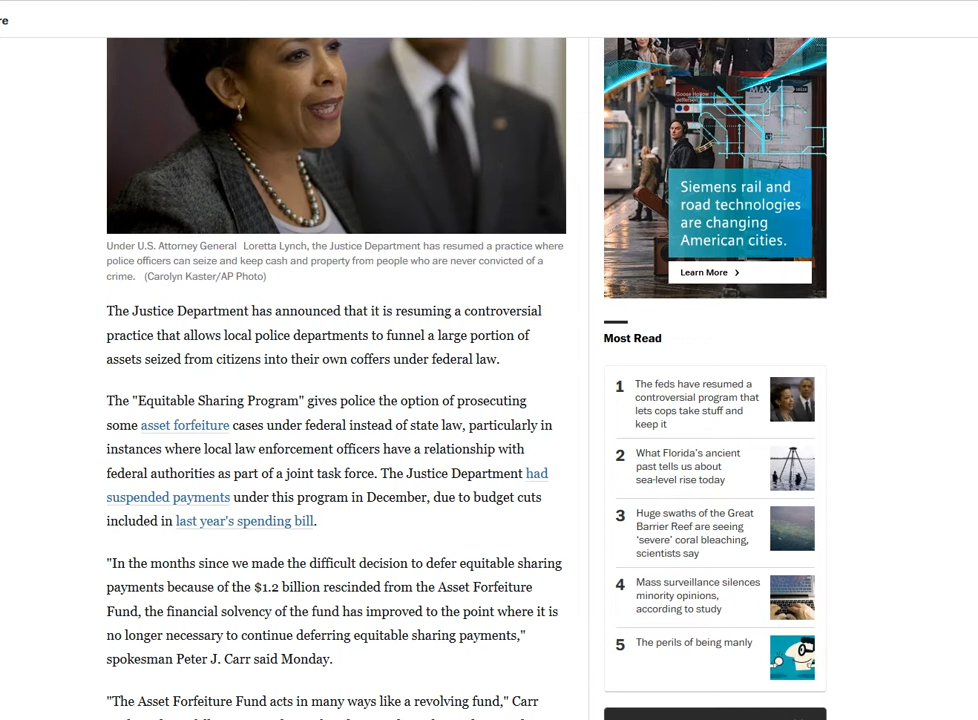 re
Under U.S. Attorney General Loretta Lynch, the Justice Department has resumed a practice where
police officers can seize and keep cash and property from people who are never convicted of a
crime. (Carolyn Kaster/AP Photo)
The Justice Department has announced that it is resuming a controversial
practice that allows local police departments to funnel a large portion of
assets seized from citizens into their own coffers under federal law.
The "Equitable Sharing Program" gives police the option of prosecuting
some asset forfeiture cases under federal instead of state law, particularly in
instances where local law enforcement officers have a relationship with
federal authorities as part of a joint task force. The Justice Department had
suspended payments under this program in December, due to budget cuts
included in last year's spending bill.
"In the months since we made the difficult decision to defer equitable sharing
payments because of the $1.2 billion rescinded from the Asset Forfeiture
Fund, the financial solvency of the fund has improved to the point where it is
no longer necessary to continue deferring equitable sharing payments,"
spokesman Peter J. Carr said Monday.
"The Asset Forfeiture Fund acts in many ways like a revolving fund," Carr
MAX
Goose Hollow
Jefferson
Siemens rail and
road technologies
are changing
American cities.
Learn More >
Most Read
1 The feds have resumed a
controversial program that
lets cops take stuff and
keep it
2 What Florida's ancient
past tells us about
sea-level rise today
3 Huge swaths of the Great
Barrier Reef are seeing
‘severe’ coral bleaching,
scientists say
4 Mass surveillance silences
minority opinions,
according to study
5 The perils of being manly